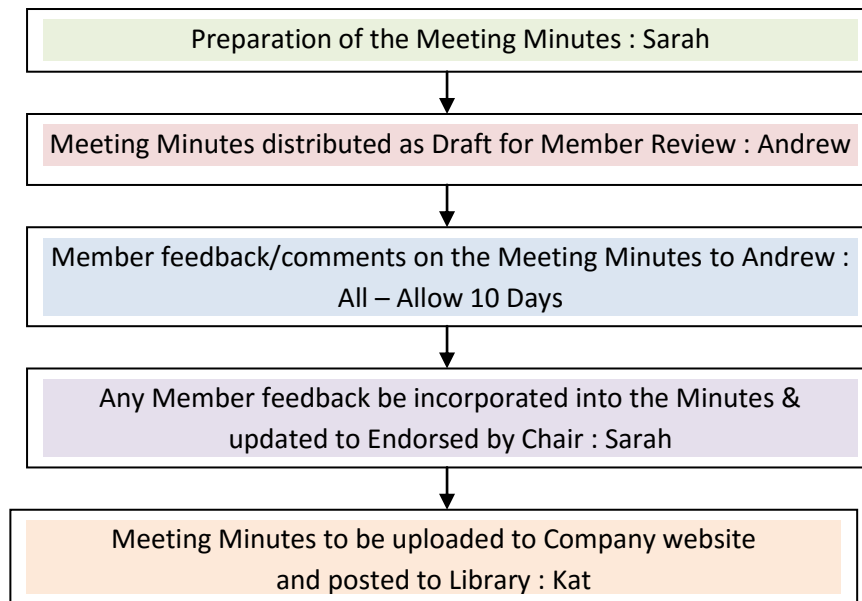 Preparation of the Meeting Minutes : Sarah
Meeting Minutes distributed as Draft for Member Review : Andrew
Member feedback/comments on the Meeting Minutes to Andrew :
All – Allow 10 Days
Any Member feedback be incorporated into the Minutes &
updated to Endorsed by Chair : Sarah
Meeting Minutes to be uploaded to Company website
and posted to Library : Kat